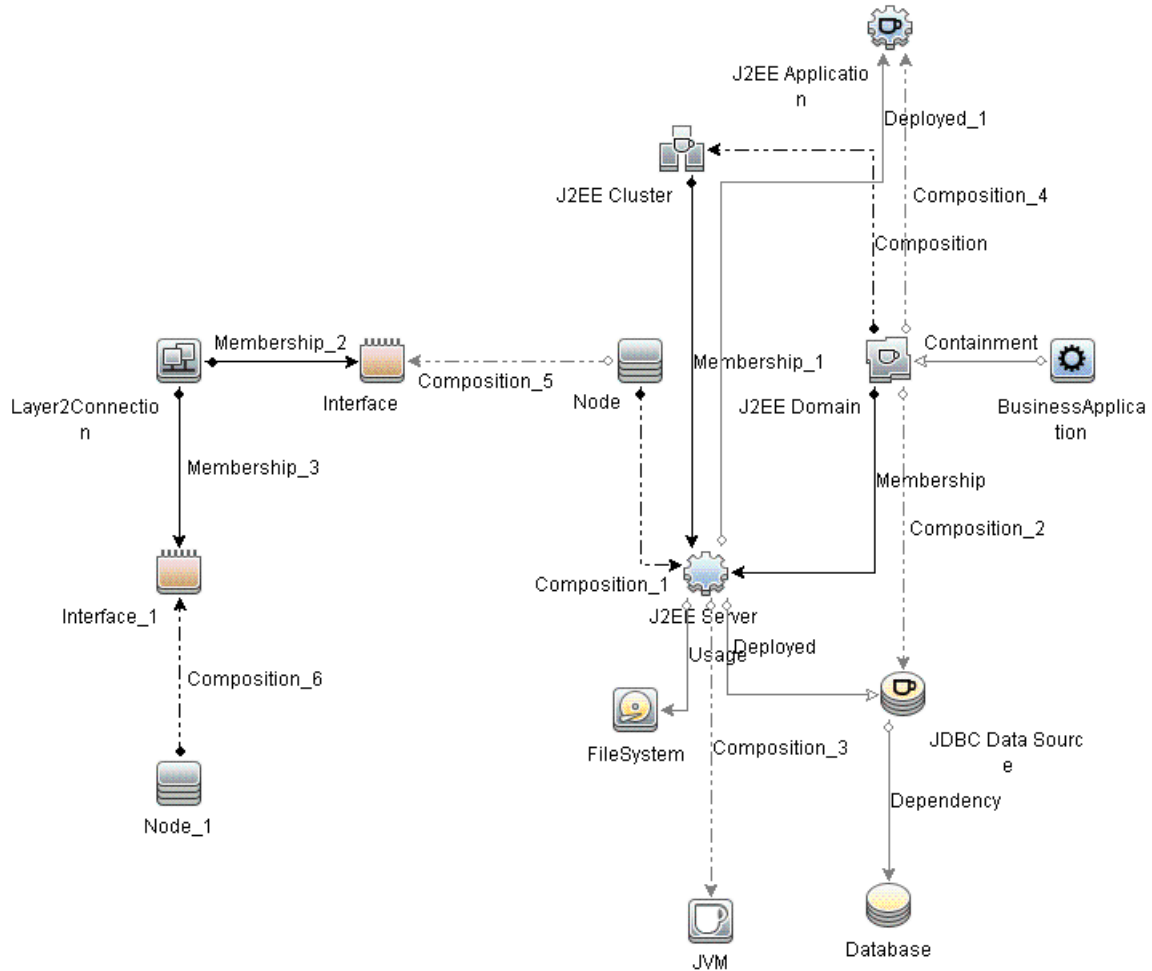 J2EE Applicatio
n
Deployed_1
J2EE Cluster
Composition_4
Composition
Membership_2
Containment
Membership_1
Composition_5
Layer2Connectio
n
Interface
Node
J2EE Domain
BusinessApplica
tion
Membership_3
Membership
Composition_2
Composition_1
Interface_1
J2EE Server
Usage
Deployed
Composition_6
FileSystem
Composition_3
JDBC Data Sourc
e
Dependency
Node_1
Database
JVM